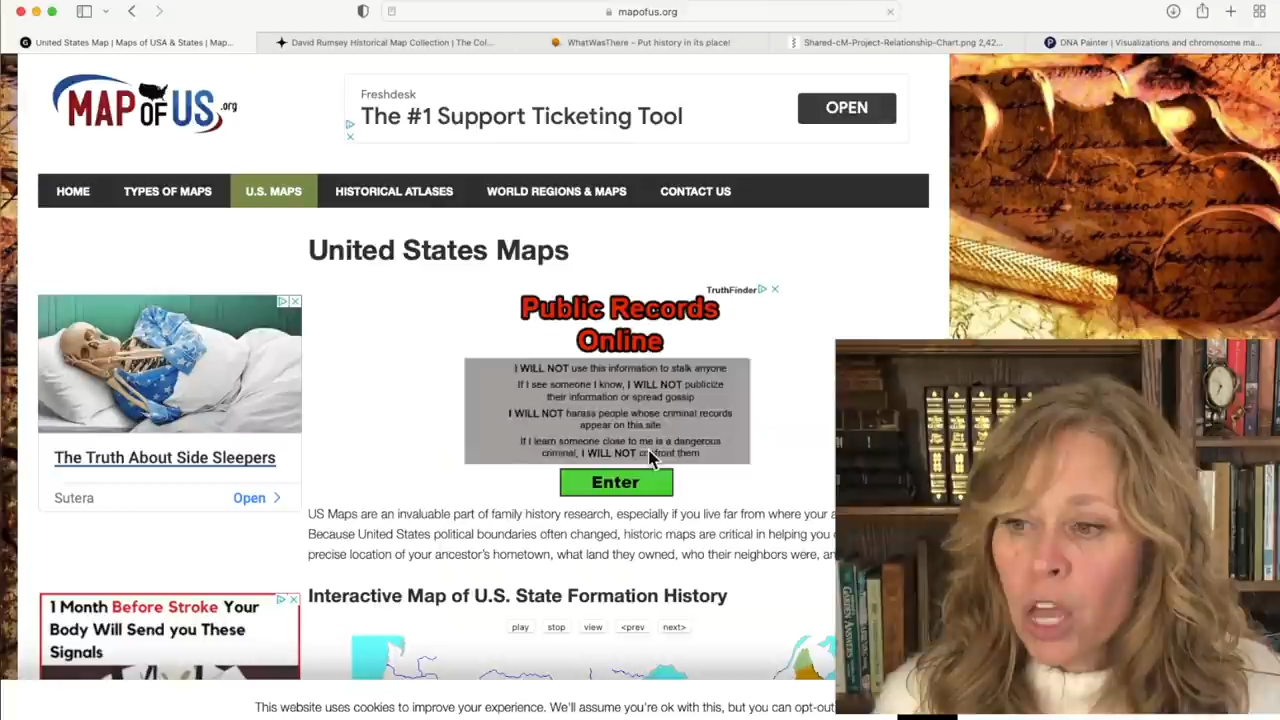 mapofus.org
United States Map | Maps of USA & States | Map...
David Rumsey Historical Map Collection | The Col...
WhatWasThere - Put history in its place!
Shared-cM-Project-Relationship-Chart.png 2,42...
DNA Painter | Visualizations and chromosome ma...
MAP OF US .org
Freshdesk
The #1 Support Ticketing Tool
OPEN
HOME
TYPES OF MAPS
U.S. MAPS
HISTORICAL ATLASES
WORLD REGIONS & MAPS
CONTACT US
United States Maps
TruthFinder
Public Records
Online
I WILL NOT use this information to stalk anyone
If I see someone I know, I WILL NOT publicize
their information or spread gossip
I WILL NOT harass people whose criminal records
appear on this site
If I learn someone close to me is a dangerous
criminal, I WILL NOT confront them
Enter
The Truth About Side Sleepers
Sutera
Open
US Maps are an invaluable part of family history research, especially if you live far from where your
Because United States political boundaries often changed, historic maps are critical in helping you
precise location of your ancestor's hometown, what land they owned, who their neighbors were,
Interactive Map of U.S. State Formation History
play
stop
view
<prev
next>
1 Month Before Stroke Your
Body Will Send you These
Signals
GARDEN ANSWERS
This website uses cookies to improve your experience. We'll assume you're ok with this, but you can opt-out